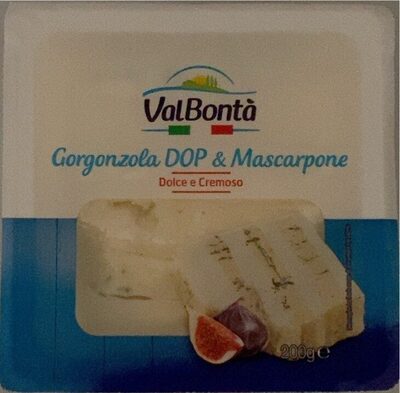 ValBontà
Gorgonzola DOP & Mascarpone
Dolce e Cremoso
200g ℮